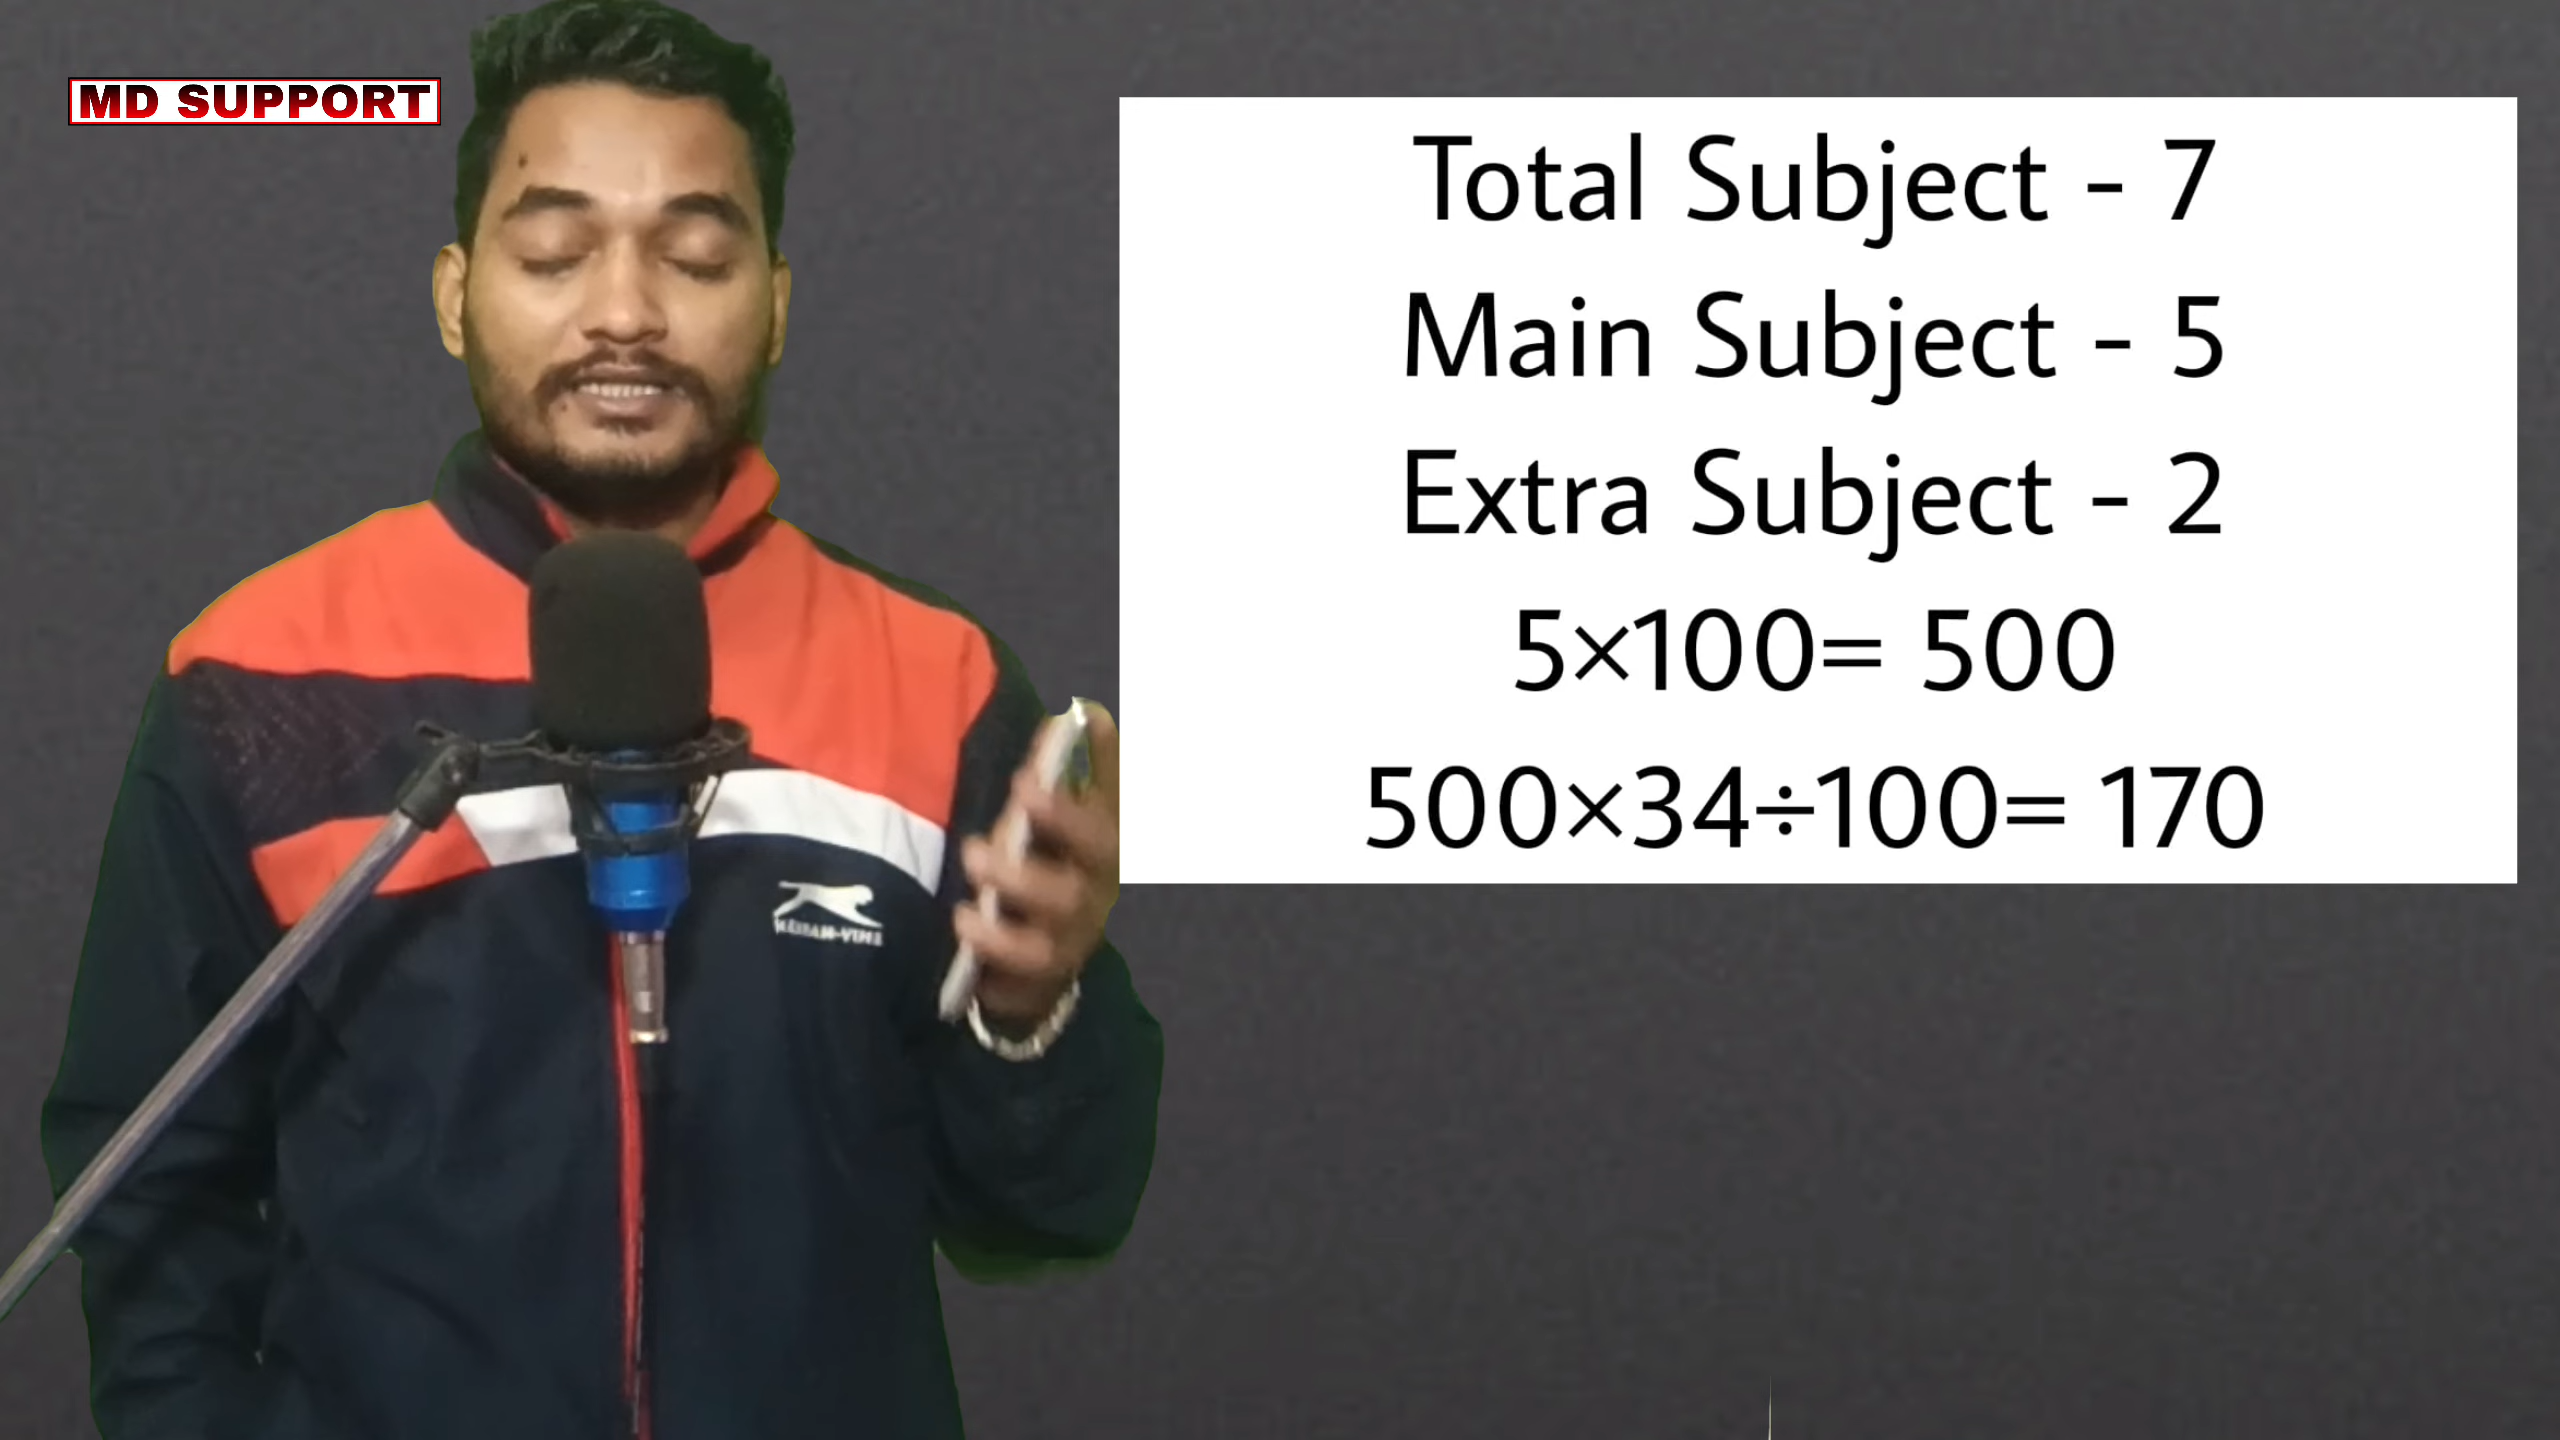 MD SUPPORT
Total Subject - 7
Main Subject - 5
Extra Subject - 2
5×100= 500
500×34÷100= 170